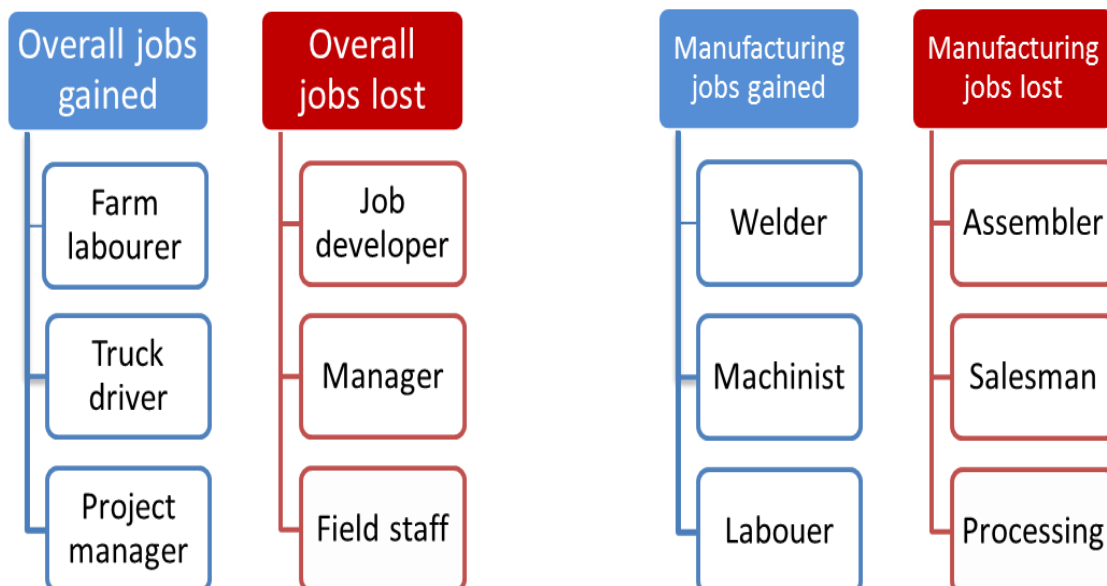 Overall jobs
gained
Farm
labourer
Truck
driver
Project
manager
Overall
jobs lost
Job
developer
Manager
Field staff
Manufacturing
jobs gained
Welder
Machinist
Labouer
Manufacturing
jobs lost
Assembler
Salesman
Processing